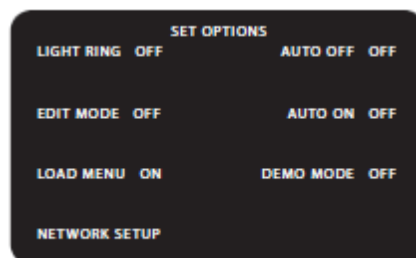 SET OPTIONS
LIGHT RING OFF AUTO OFF OFF
EDIT MODE OFF AUTO ON OFF
LOAD MENU ON DEMO MODE OFF
NETWORK SETUP